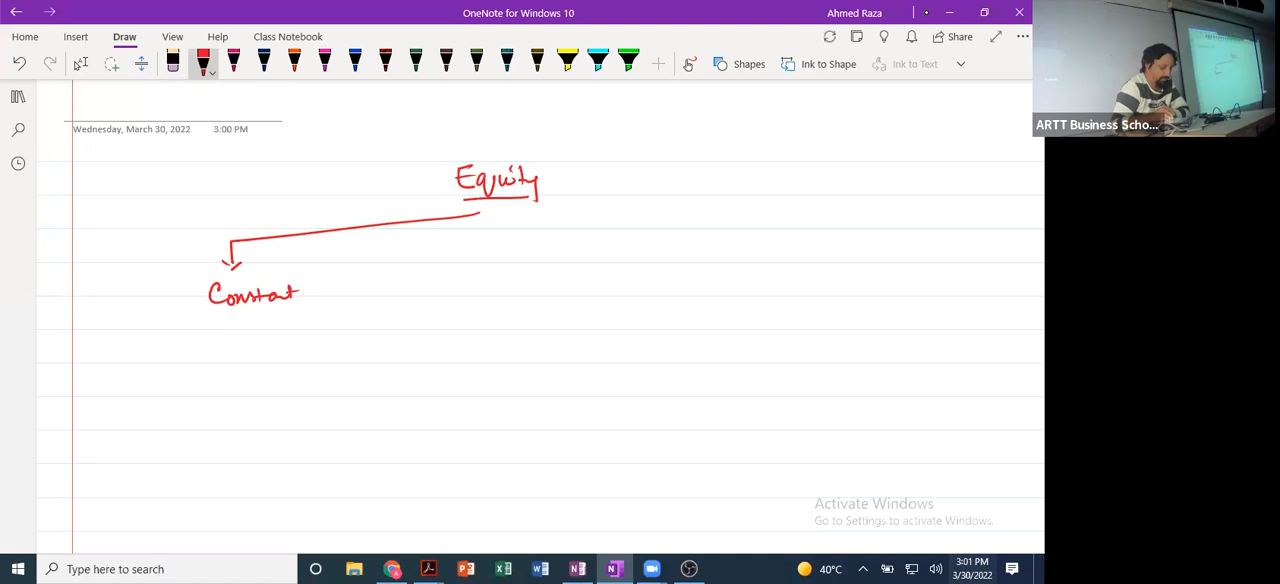 OneNote for Windows 10
Ahmed Raza
Home Insert Draw View Help Class Notebook
Share
Shapes Ink to Shape Ink to Text
ARTT Business Scho...
Wednesday, March 30, 2022 3:00 PM
Equity
Constant
Activate Windows
Go to Settings to activate Windows.
Type here to search
40°C
3:01 PM
3/30/2022